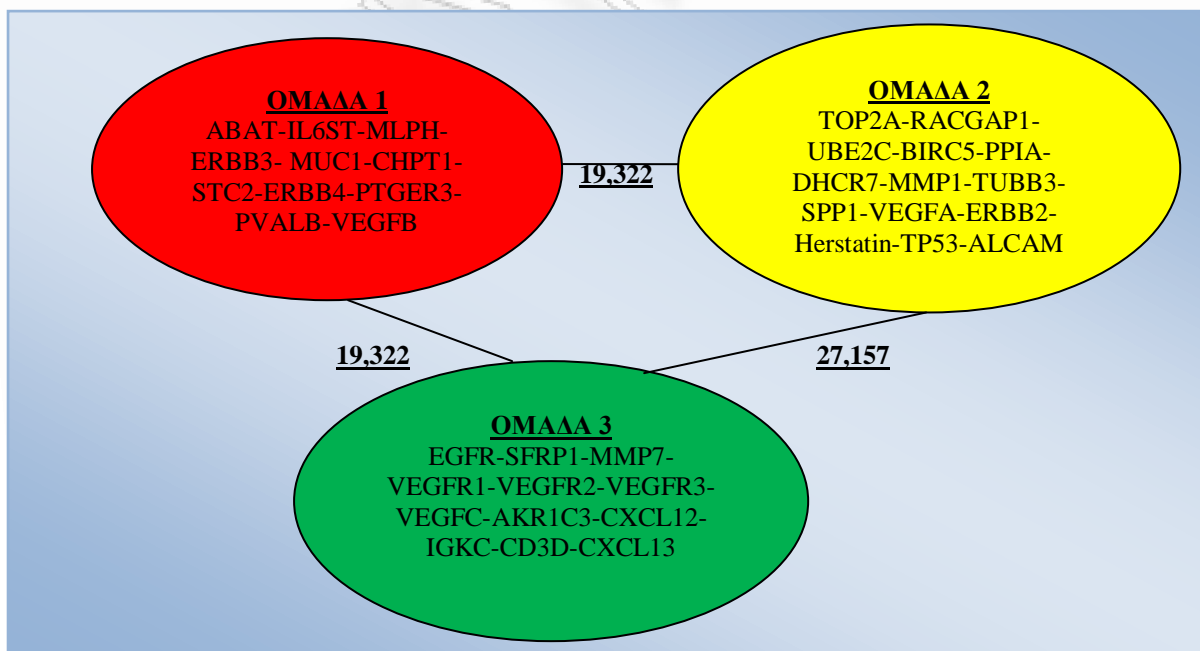 ΟΜΑΔΑ 1
ABAT-IL6ST-MLPH-
ERBB3- MUC1-CHPT1-
STC2-ERBB4-PTGER3-
PVALB-VEGFB
ΟΜΑΔΑ 2
TOP2A-RACGAP1-
UBE2C-BIRC5-PPIA-
DHCR7-MMP1-TUBB3-
SPP1-VEGFA-ERBB2-
Herstatin-TP53-ALCAM
19,322
19,322
27,157
ΟΜΑΔΑ 3
EGFR-SFRP1-MMP7-
VEGFR1-VEGFR2-VEGFR3-
VEGFC-AKR1C3-CXCL12-
IGKC-CD3D-CXCL13